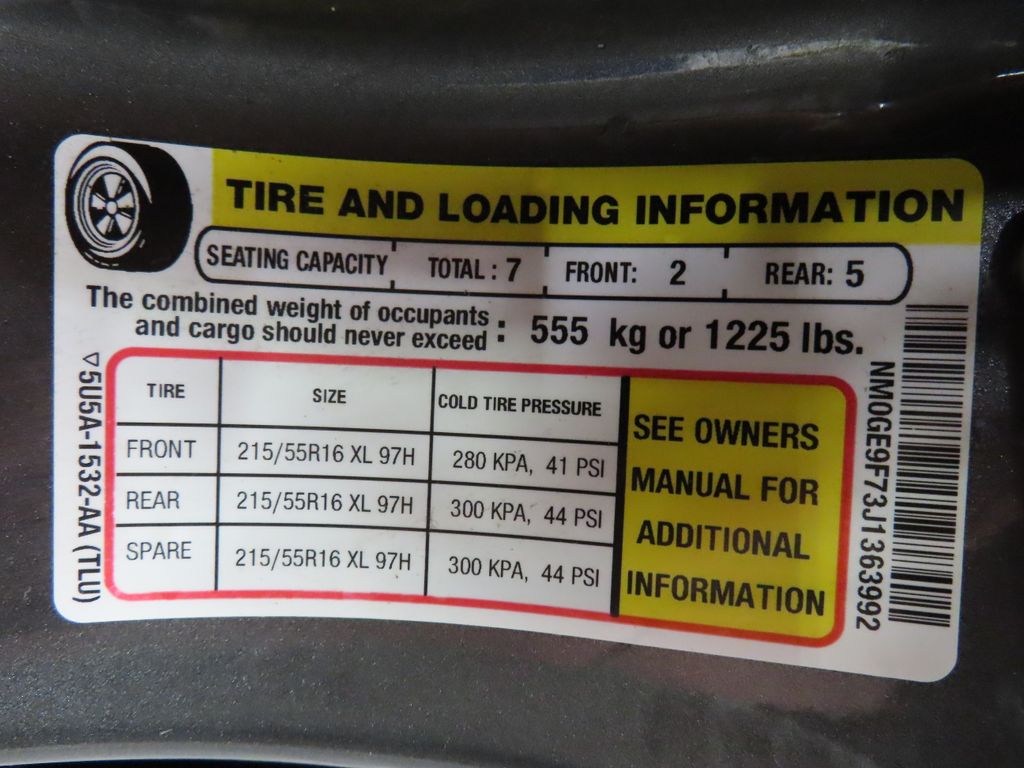 TIRE AND LOADING INFORMATION
SEATING CAPACITY TOTAL : 7 FRONT: 2 REAR: 5
The combined weight of occupants
and cargo should never exceed : 555 kg or 1225 lbs.
TIRE SIZE COLD TIRE PRESSURE
FRONT 215/55R16 XL 97H 280 KPA, 41 PSI
REAR 215/55R16 XL 97H 300 KPA, 44 PSI
SPARE 215/55R16 XL 97H 300 KPA, 44 PSI
SEE OWNERS
MANUAL FOR
ADDITIONAL
INFORMATION
5U5A-1532-AA (TLU)
NM0GE9F73J1363992